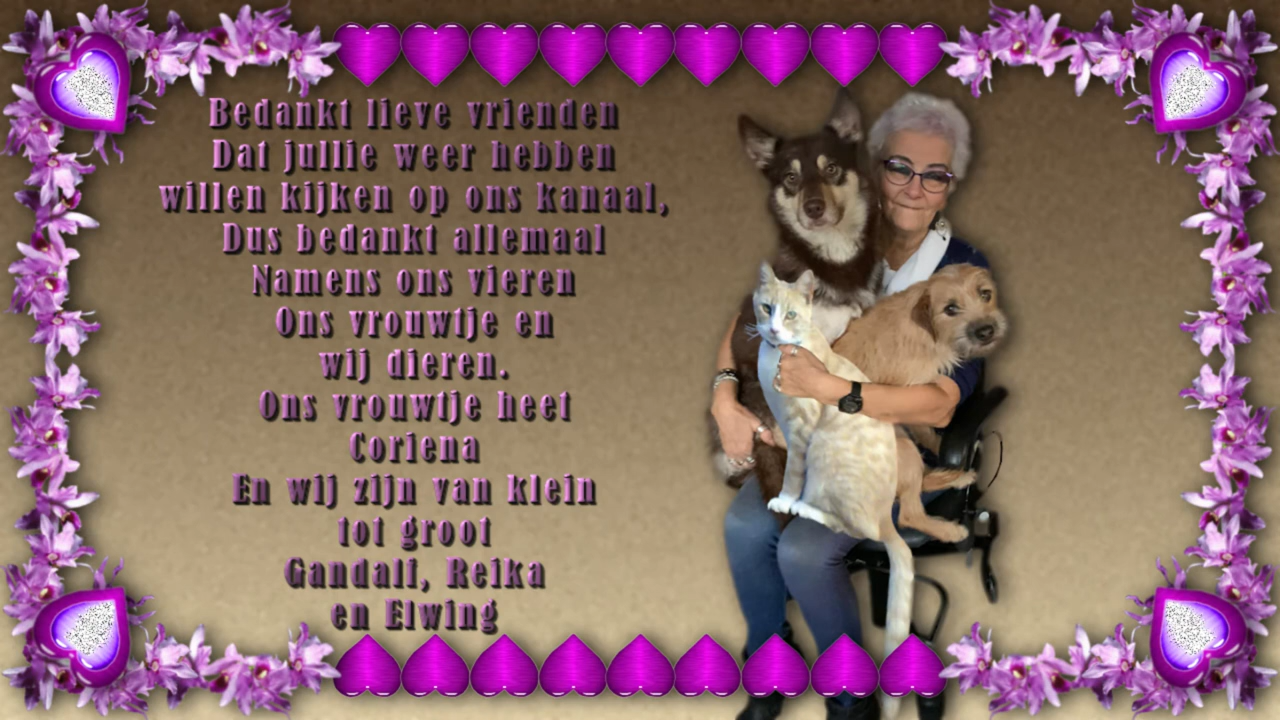 Bedankt lieve vrienden
Dat jullie weer hebben
willen kijken op ons kanaal,
Dus bedankt allemaal
Namens ons vieren
Ons vrouwtje en
wij dieren.
Ons vrouwtje heet
Coriena
En wij zijn van klein
tot groot
Gandalf, Reika
en Elwing